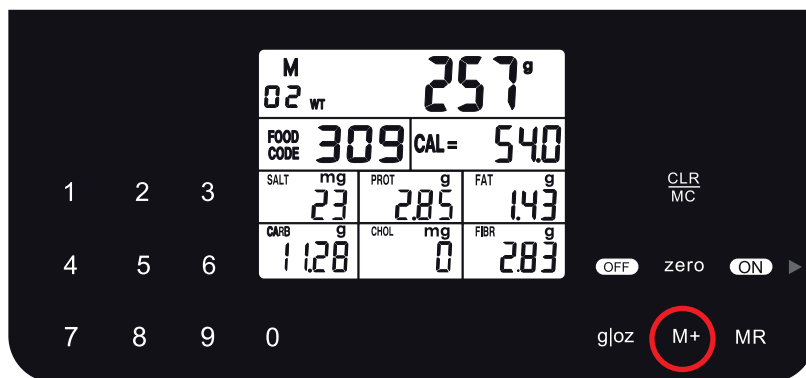 M
02 WT 257 g
FOOD CODE 309 CAL = 54.0
SALT mg 23 PROT g 2.85 FAT g 1.43
CARB g 11.28 CHOL mg 0 FIBR g 2.83
1 2 3 CLR
MC
4 5 6 OFF zero ON
7 8 9 0 g|oz M+ MR